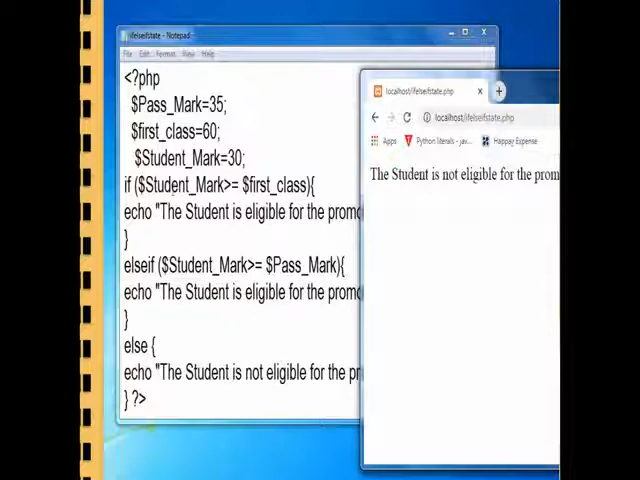 ifelseifstate - Notepad
File Edit Format View Help
<?php
$Pass_Mark=35;
$first_class=60;
$Student_Mark=30;
if ($Student_Mark>= $first_class){
echo "The Student is eligible for the promo
}
elseif ($Student_Mark>= $Pass_Mark){
echo "The Student is eligible for the promo
}
else {
echo "The Student is not eligible for the pr
} ?>
localhost/ifelseifstate.php
localhost/ifelseifstate.php
Apps Python literals - jav... Happay Expense
The Student is not eligible for the prom